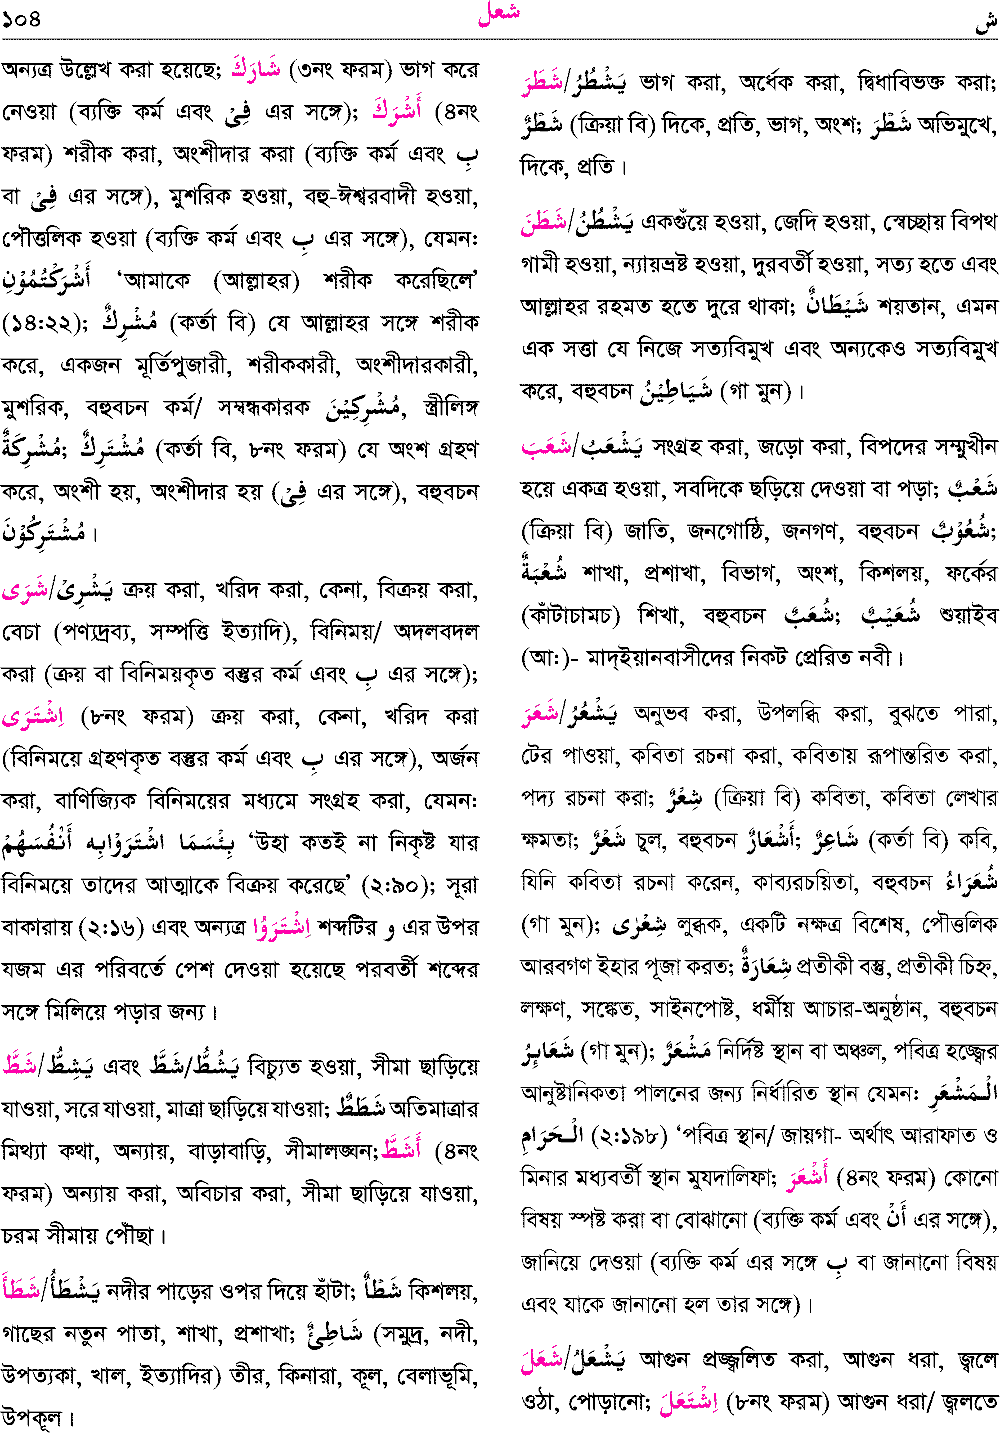 ১০৪ شعل ش
অন্যত্র উল্লেখ করা হয়েছে; شَارَكَ (৩নং ফরম) ভাগ করে
নেওয়া (ব্যক্তি কর্ম এবং فِىْ এর সঙ্গে); أَشْرَكَ (৪নং
ফরম) শরীক করা, অংশীদার করা (ব্যক্তি কর্ম এবং بِ
বা فِىْ এর সঙ্গে), মুশরিক হওয়া, বহু-ঈশ্বরবাদী হওয়া,
পৌত্তলিক হওয়া (ব্যক্তি কর্ম এবং بِ এর সঙ্গে), যেমন:
أَشْرَكْتُمُوْنِ ‘আমাকে (আল্লাহর) শরীক করেছিলে’
(১৪:২২); مُشْرِكٌ (কর্তা বি) যে আল্লাহর সঙ্গে শরীক
করে, একজন মূর্তিপুজারী, শরীককারী, অংশীদারকারী,
মুশরিক, বহুবচন কর্ম/ সম্বন্ধকারক مُشْرِكِيْنَ, স্ত্রীলিঙ্গ
مُشْرِكَةٌ; مُشْتَرِكٌ (কর্তা বি, ৮নং ফরম) যে অংশ গ্রহণ
করে, অংশী হয়, অংশীদার হয় (فِىْ এর সঙ্গে), বহুবচন
مُشْتَرِكُوْنَ।
شَرَى/يَشْرِىْ ক্রয় করা, খরিদ করা, কেনা, বিক্রয় করা,
বেচা (পণ্যদ্রব্য, সম্পত্তি ইত্যাদি), বিনিময়/ অদলবদল
করা (ক্রয় বা বিনিময়কৃত বস্তুর কর্ম এবং بِ এর সঙ্গে);
اِشْتَرَى (৮নং ফরম) ক্রয় করা, কেনা, খরিদ করা
(বিনিময়ে গ্রহণকৃত বস্তুর কর্ম এবং بِ এর সঙ্গে), অর্জন
করা, বাণিজ্যিক বিনিময়ের মধ্যমে সংগ্রহ করা, যেমন:
بِئْسَمَا اشْتَرَوْابِه أَنْفُسَهُمْ ‘উহা কতই না নিকৃষ্ট যার
বিনিময়ে তাদের আত্মাকে বিক্রয় করেছে’ (২:৯০); সূরা
বাকারায় (২:১৬) এবং অন্যত্র اِشْتَرَوُا শব্দটির و এর উপর
যজম এর পরিবর্তে পেশ দেওয়া হয়েছে পরবর্তী শব্দের
সঙ্গে মিলিয়ে পড়ার জন্য।
شَطَّ/يَشِطُّ এবং شَطَّ/يَشُطُّ বিচ্যুত হওয়া, সীমা ছাড়িয়ে
যাওয়া, সরে যাওয়া, মাত্রা ছাড়িয়ে যাওয়া; شَطَطٌ অতিমাত্রার
মিথ্যা কথা, অন্যায়, বাড়াবাড়ি, সীমালঙ্ঘন; أَشَطَّ (৪নং
ফরম) অন্যায় করা, অবিচার করা, সীমা ছাড়িয়ে যাওয়া,
চরম সীমায় পৌঁছা।
شَطَأَ/يَشْطَأُ নদীর পাড়ের ওপর দিয়ে হাঁটা; شَطْأٌ কিশলয়,
গাছের নতুন পাতা, শাখা, প্রশাখা; شَاطِئٌ (সমুদ্র, নদী,
উপত্যকা, খাল, ইত্যাদির) তীর, কিনারা, কূল, বেলাভূমি,
উপকূল।
شَطَرَ/يَشْطُرُ ভাগ করা, অর্ধেক করা, দ্বিধাবিভক্ত করা;
شَطْرٌ (ক্রিয়া বি) দিকে, প্রতি, ভাগ, অংশ; شَطْرَ অভিমুখে,
দিকে, প্রতি।
شَطَنَ/يَشْطُنُ একগুঁয়ে হওয়া, জেদি হওয়া, স্বেচ্ছায় বিপথ
গামী হওয়া, ন্যায়ভ্রষ্ট হওয়া, দুরবর্তী হওয়া, সত্য হতে এবং
আল্লাহর রহমত হতে দূরে থাকা; شَيْطَانٌ শয়তান, এমন
এক সত্তা যে নিজে সত্যবিমুখ এবং অন্যকেও সত্যবিমুখ
করে, বহুবচন شَيَاطِيْنُ (গা মুন)।
شَعَبَ/يَشْعَبُ সংগ্রহ করা, জড়ো করা, বিপদের সম্মুখীন
হয়ে একত্র হওয়া, সবদিকে ছড়িয়ে দেওয়া বা পড়া; شَعْبٌ
(ক্রিয়া বি) জাতি, জনগোষ্ঠি, জনগণ, বহুবচন شُعُوْبٌ;
شُعْبَةٌ শাখা, প্রশাখা, বিভাগ, অংশ, কিশলয়, ফর্কের
(কাঁটাচামচ) শিখা, বহুবচন شُعَبٌ; شُعَيْبٌ শুয়াইব
(আ:)- মাদ্ইয়ানবাসীদের নিকট প্রেরিত নবী।
شَعَرَ/يَشْعُرُ অনুভব করা, উপলব্ধি করা, বুঝতে পারা,
টের পাওয়া, কবিতা রচনা করা, কবিতায় রূপান্তরিত করা,
পদ্য রচনা করা; شِعْرٌ (ক্রিয়া বি) কবিতা, কবিতা লেখার
ক্ষমতা; شَعْرٌ চুল, বহুবচন أَشْعَارٌ; شَاعِرٌ (কর্তা বি) কবি,
যিনি কবিতা রচনা করেন, কাব্যরচয়িতা, বহুবচন شُعَرَاءُ
(গা মুন); شِعْرٰى লুব্ধক, একটি নক্ষত্র বিশেষ, পৌত্তলিক
আরবগণ ইহার পূজা করত; شِعَارَةٌ প্রতীকী বস্তু, প্রতীকী চিহ্ন,
লক্ষণ, সঙ্কেত, সাইনপোষ্ট, ধর্মীয় আচার-অনুষ্ঠান, বহুবচন
شَعَايِرُ (গা মুন); مَشْعَرٌ নির্দিষ্ট স্থান বা অঞ্চল, পবিত্র হজ্জের
আনুষ্টানিকতা পালনের জন্য নির্ধারিত স্থান যেমন: الْمَشْعَرِ
الْحَرَامِ (২:১৯৮) ‘পবিত্র স্থান/ জায়গা- অর্থাৎ আরাফাত ও
মিনার মধ্যবর্তী স্থান মুযদালিফা; أَشْعَرَ (৪নং ফরম) কোনো
বিষয় স্পষ্ট করা বা বোঝানো (ব্যক্তি কর্ম এবং أَنْ এর সঙ্গে),
জানিয়ে দেওয়া (ব্যক্তি কর্ম এর সঙ্গে بِ বা জানানো বিষয়
এবং যাকে জানানো হল তার সঙ্গে)।
شَعَلَ/يَشْعَلُ আগুন প্রজ্জ্বলিত করা, আগুন ধরা, জ্বলে
ওঠা, পোড়ানো; اِشْتَعَلَ (৮নং ফরম) আগুন ধরা/ জ্বলতে